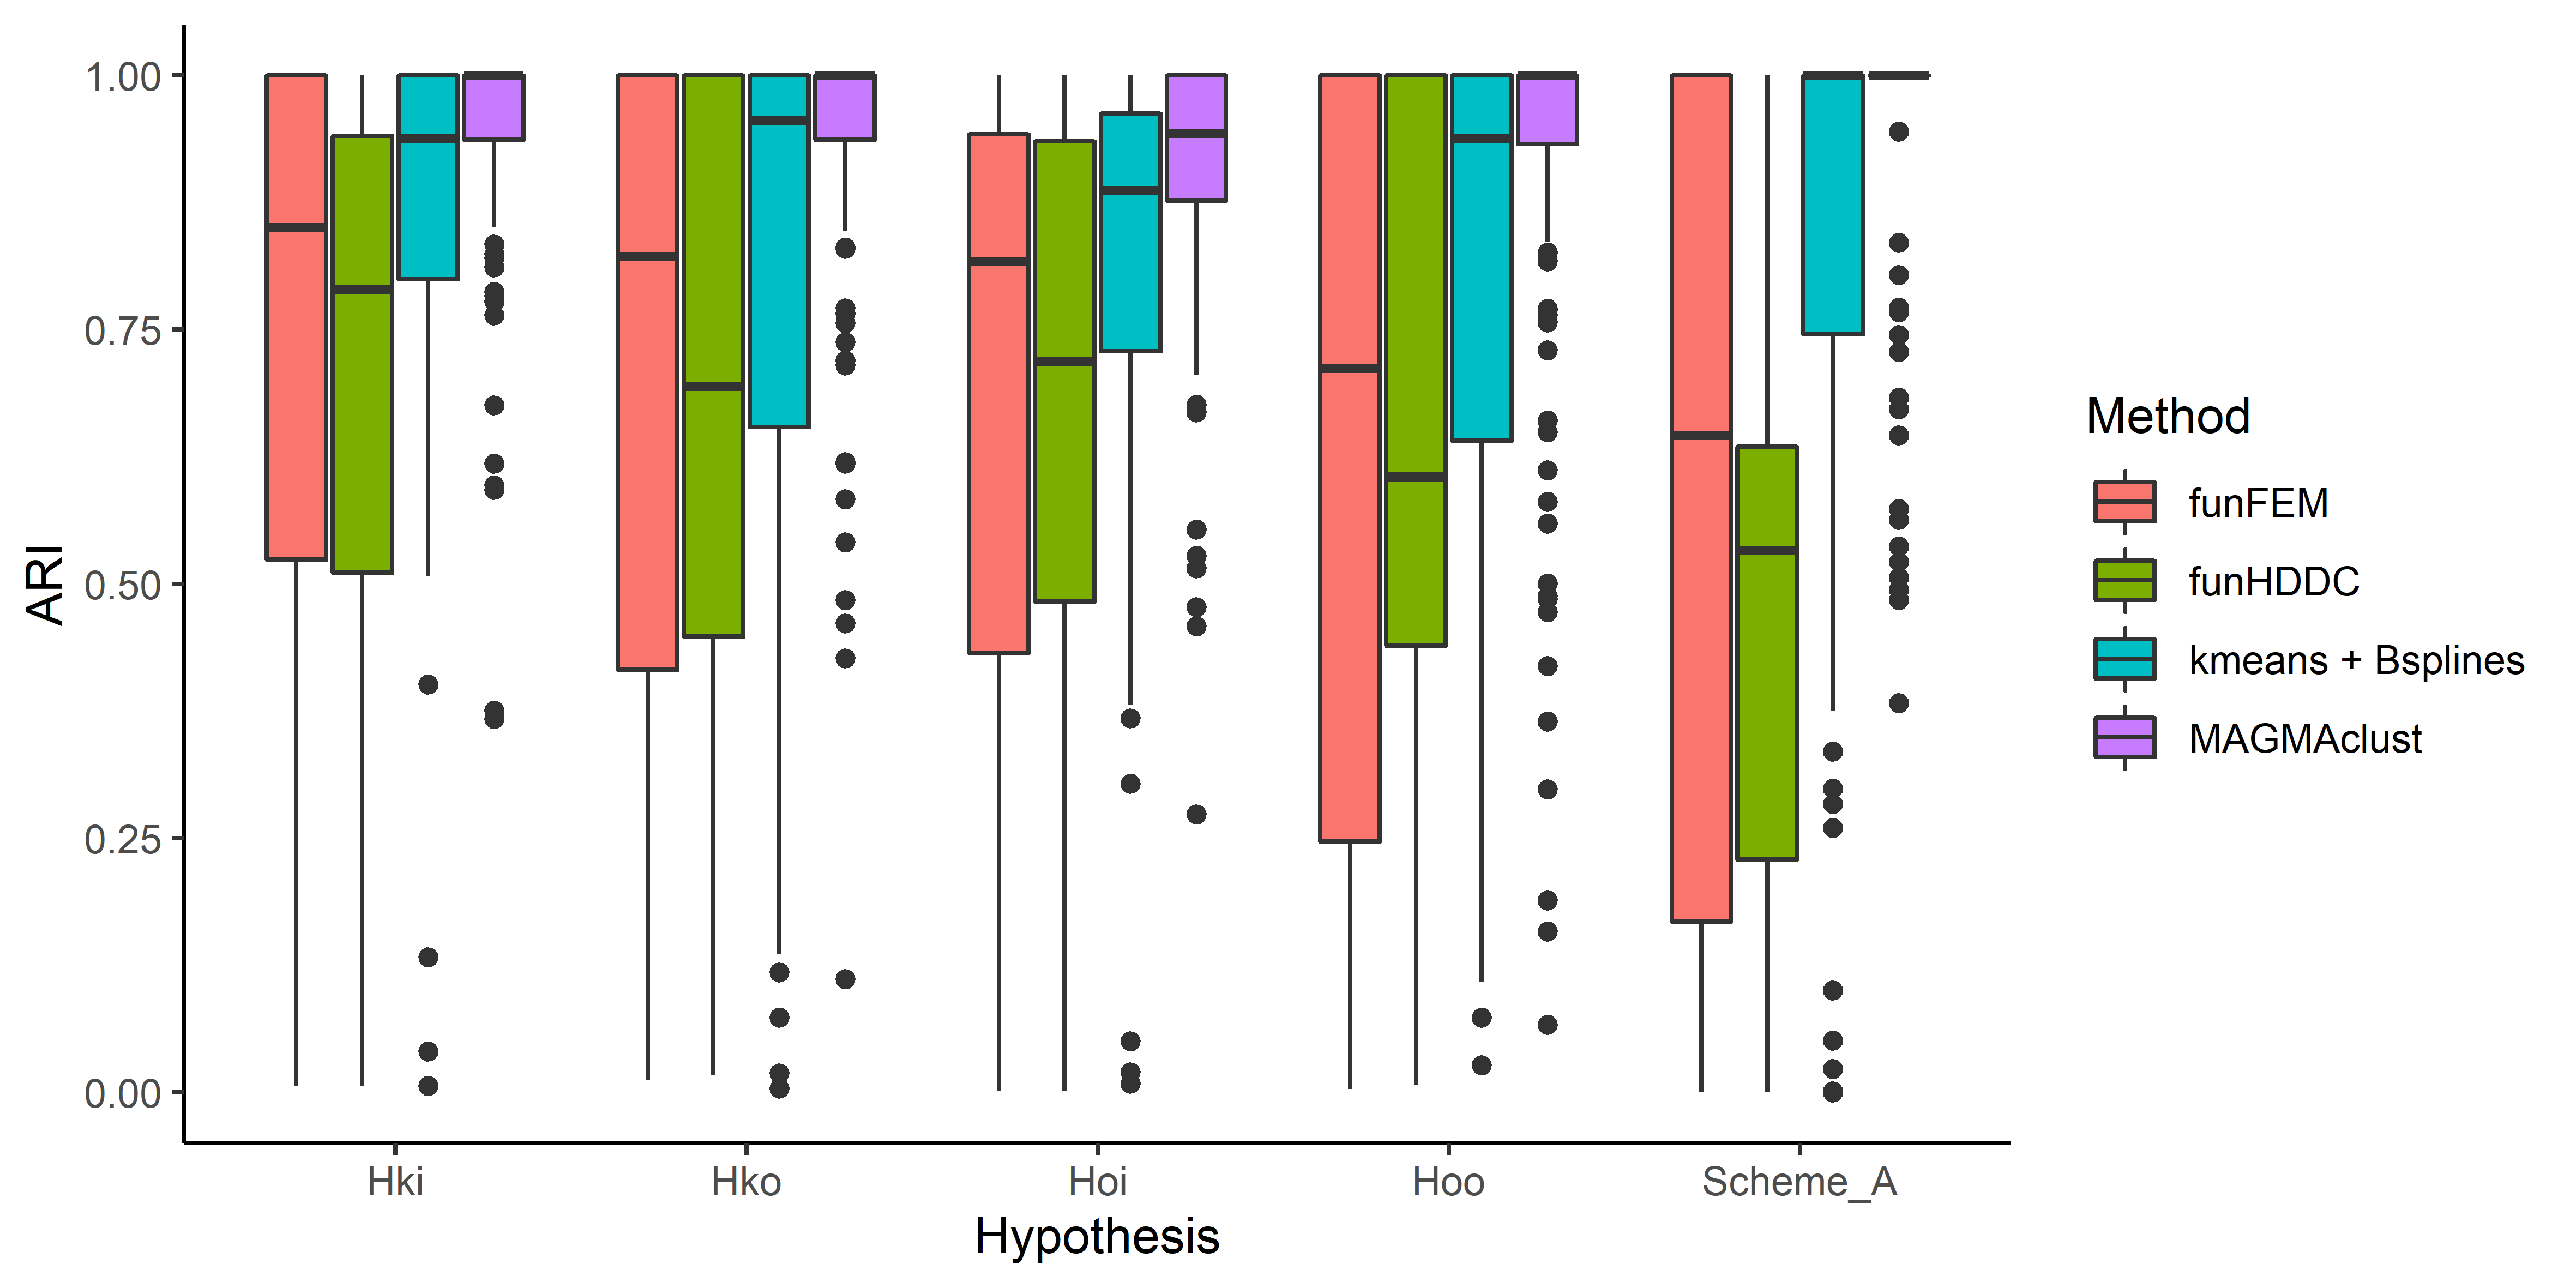 1.00
0.75
0.50
0.25
0.00
ARI
Hki
Hko
Hoi
Hoo
Scheme_A
Hypothesis
Method
funFEM
funHDDC
kmeans + Bsplines
MAGMAclust